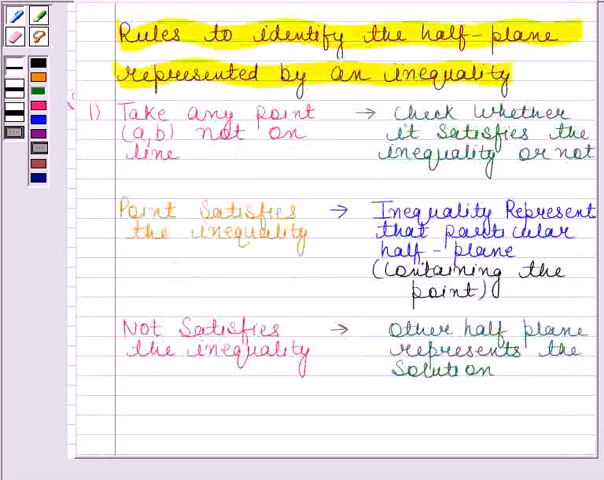 Rules to identify the half-plane
represented by an inequality
1) Take any point → Check whether
(a,b) not on it satisfies the
line inequality or not
Point Satisfies → Inequality Represent
the inequality that particular
half-plane
(Containing the
point)
Not Satisfies → Other half plane
the inequality represents the
Solution